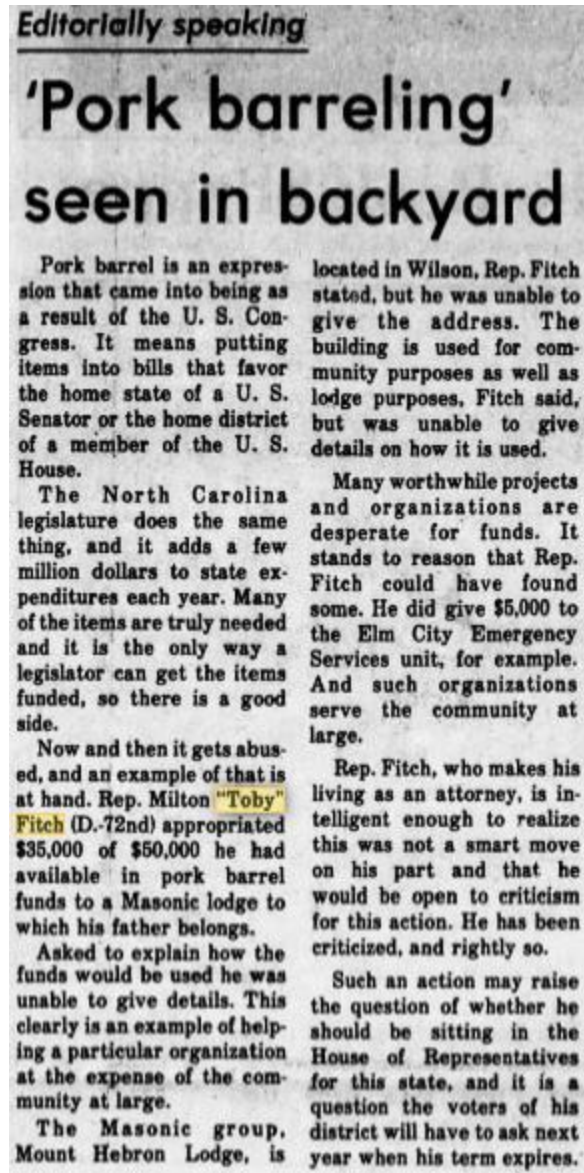 Editorially speaking
'Pork barreling'
seen in backyard
Pork barrel is an expres-
sion that came into being as
a result of the U. S. Con-
gress. It means putting
items into bills that favor
the home state of a U. S.
Senator or the home district
of a member of the U. S.
House.
The North Carolina
legislature does the same
thing, and it adds a few
million dollars to state ex-
penditures each year. Many
of the items are truly needed
and it is the only way a
legislator can get the items
funded, so there is a good
side.
Now and then it gets abus-
ed, and an example of that is
at hand. Rep. Milton "Toby"
Fitch (D.-72nd) appropriated
$35,000 of $50,000 he had
available in pork barrel
funds to a Masonic lodge to
which his father belongs.
Asked to explain how the
funds would be used he was
unable to give details. This
clearly is an example of help-
ing a particular organization
at the expense of the com-
munity at large.
The Masonic group,
Mount Hebron Lodge, is
located in Wilson, Rep. Fitch
stated, but he was unable to
give the address. The
building is used for com-
munity purposes as well as
lodge purposes, Fitch said,
but was unable to give
details on how it is used.
Many worthwhile projects
and organizations are
desperate for funds. It
stands to reason that Rep.
Fitch could have found
some. He did give $5,000 to
the Elm City Emergency
Services unit, for example.
And such organizations
serve the community at
large.
Rep. Fitch, who makes his
living as an attorney, is in-
telligent enough to realize
this was not a smart move
on his part and that he
would be open to criticism
for this action. He has been
criticized, and rightly so.
Such an action may raise
the question of whether he
should be sitting in the
House of Representatives
for this state, and it is a
question the voters of his
district will have to ask next
year when his term expires.